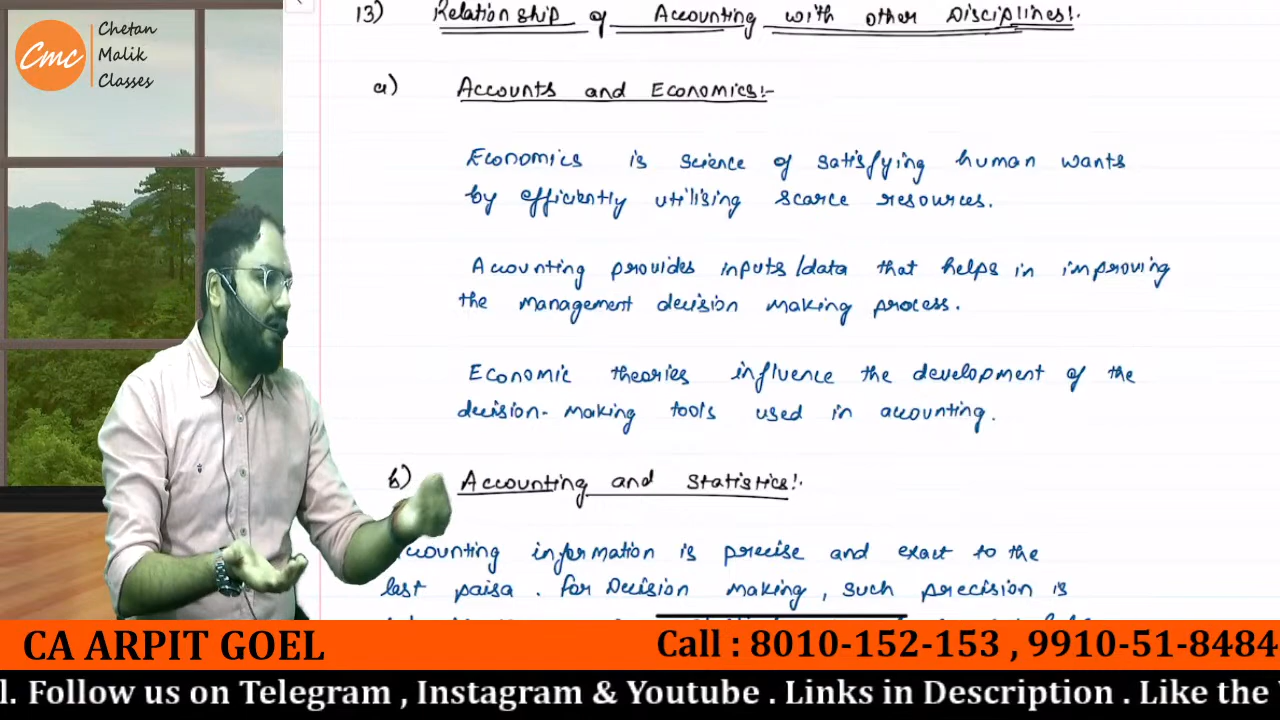 Chetan
Malik
Classes
Cmc
13) Relationship of Accounting with other Disciplines!.
a) Accounts and Economics:-
Economics is science of satisfying human wants
by efficiently utilising scarce resources.
Accounting provides inputs/data that helps in improving
the management decision making process.
Economic theories influence the development of the
decision-making tools used in accounting.
b) Accounting and Statistics!.
ccounting information is precise and exact to the
last paisa. For Decision making, such precision is
CA ARPIT GOEL
Call : 8010-152-153 , 9910-51-8484
l. Follow us on Telegram , Instagram & Youtube . Links in Description . Like the